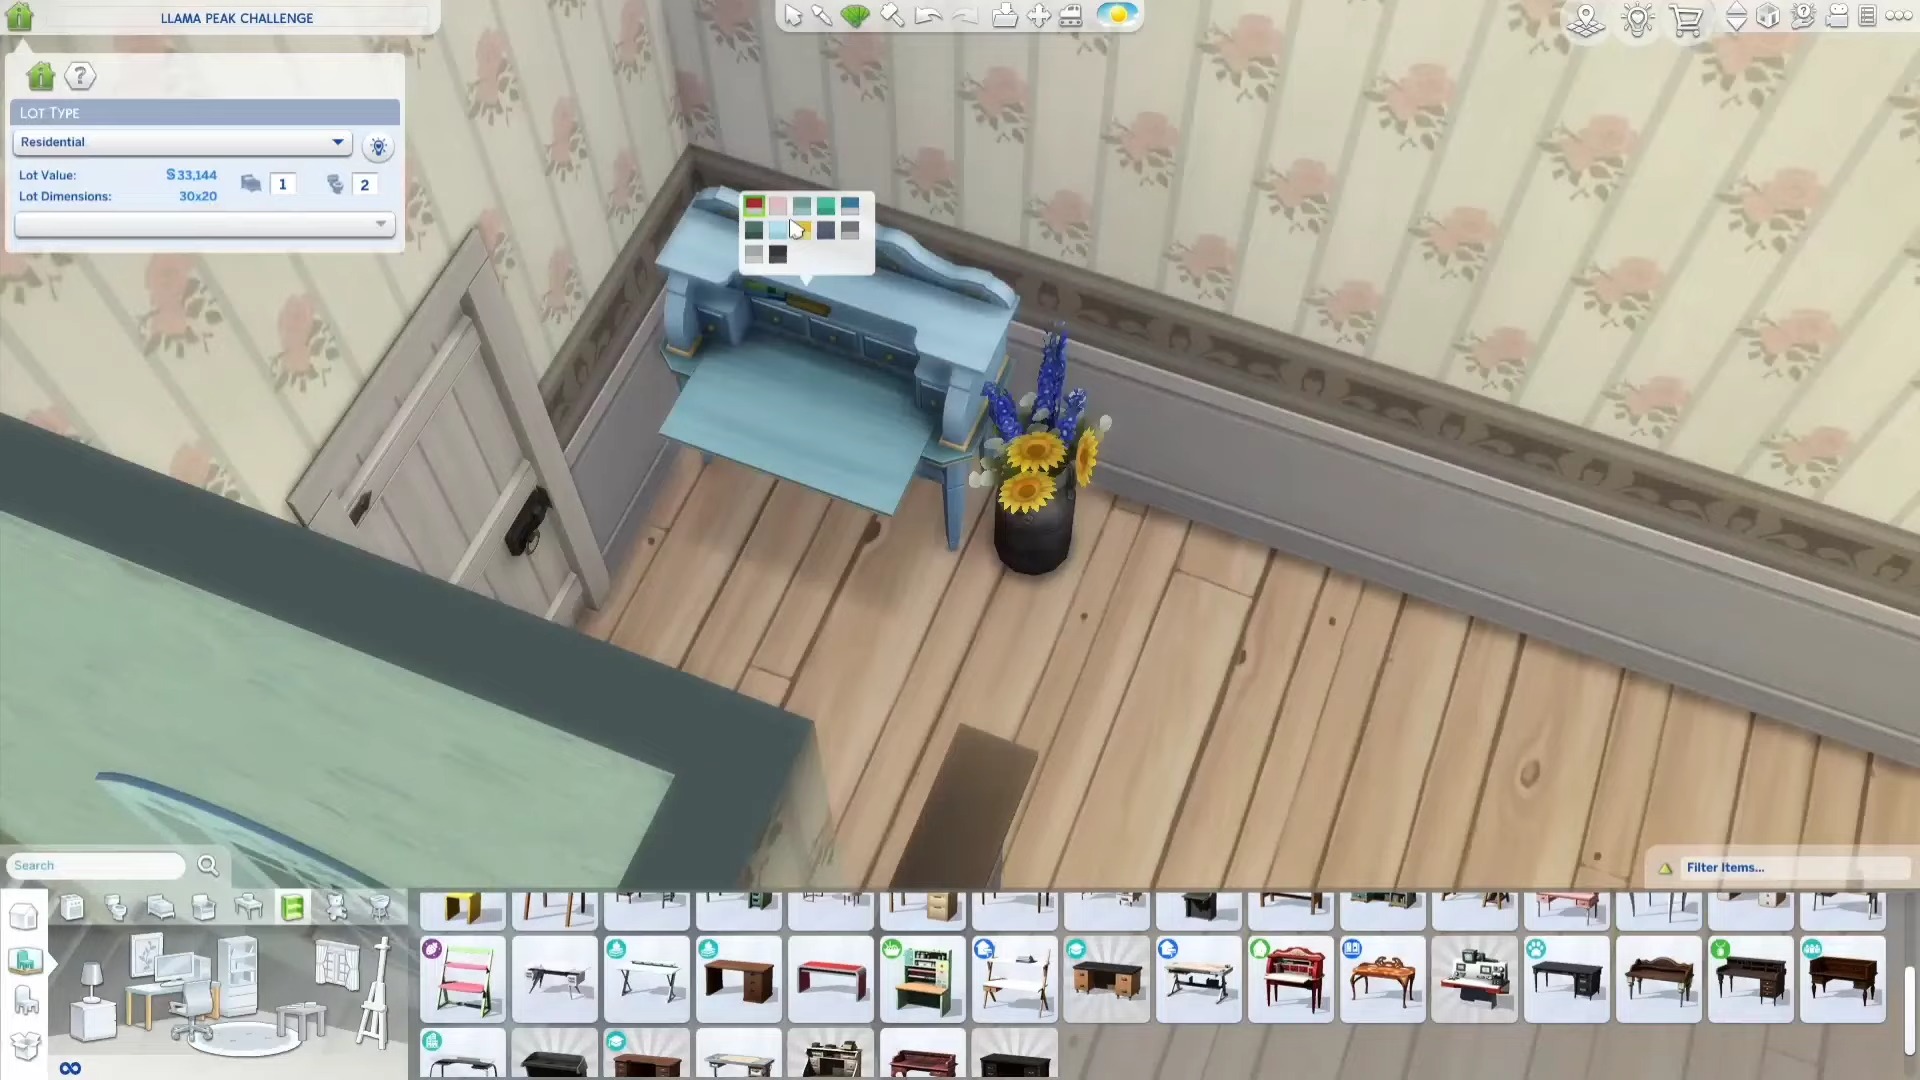 LLAMA PEAK CHALLENGE
LOT TYPE
Residential
Lot Value: §33,144 1 2
Lot Dimensions: 30x20
Search
Filter Items...